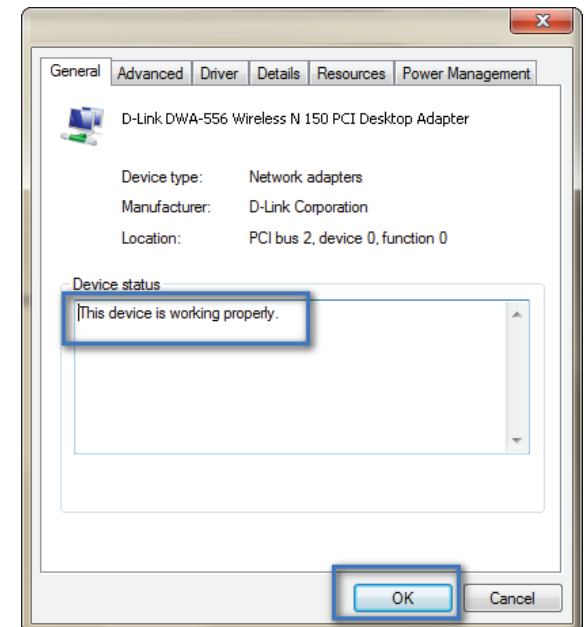 General Advanced Driver Details Resources Power Management
D-Link DWA-556 Wireless N 150 PCI Desktop Adapter
Device type: Network adapters
Manufacturer: D-Link Corporation
Location: PCI bus 2, device 0, function 0
Device status
This device is working properly.
OK Cancel